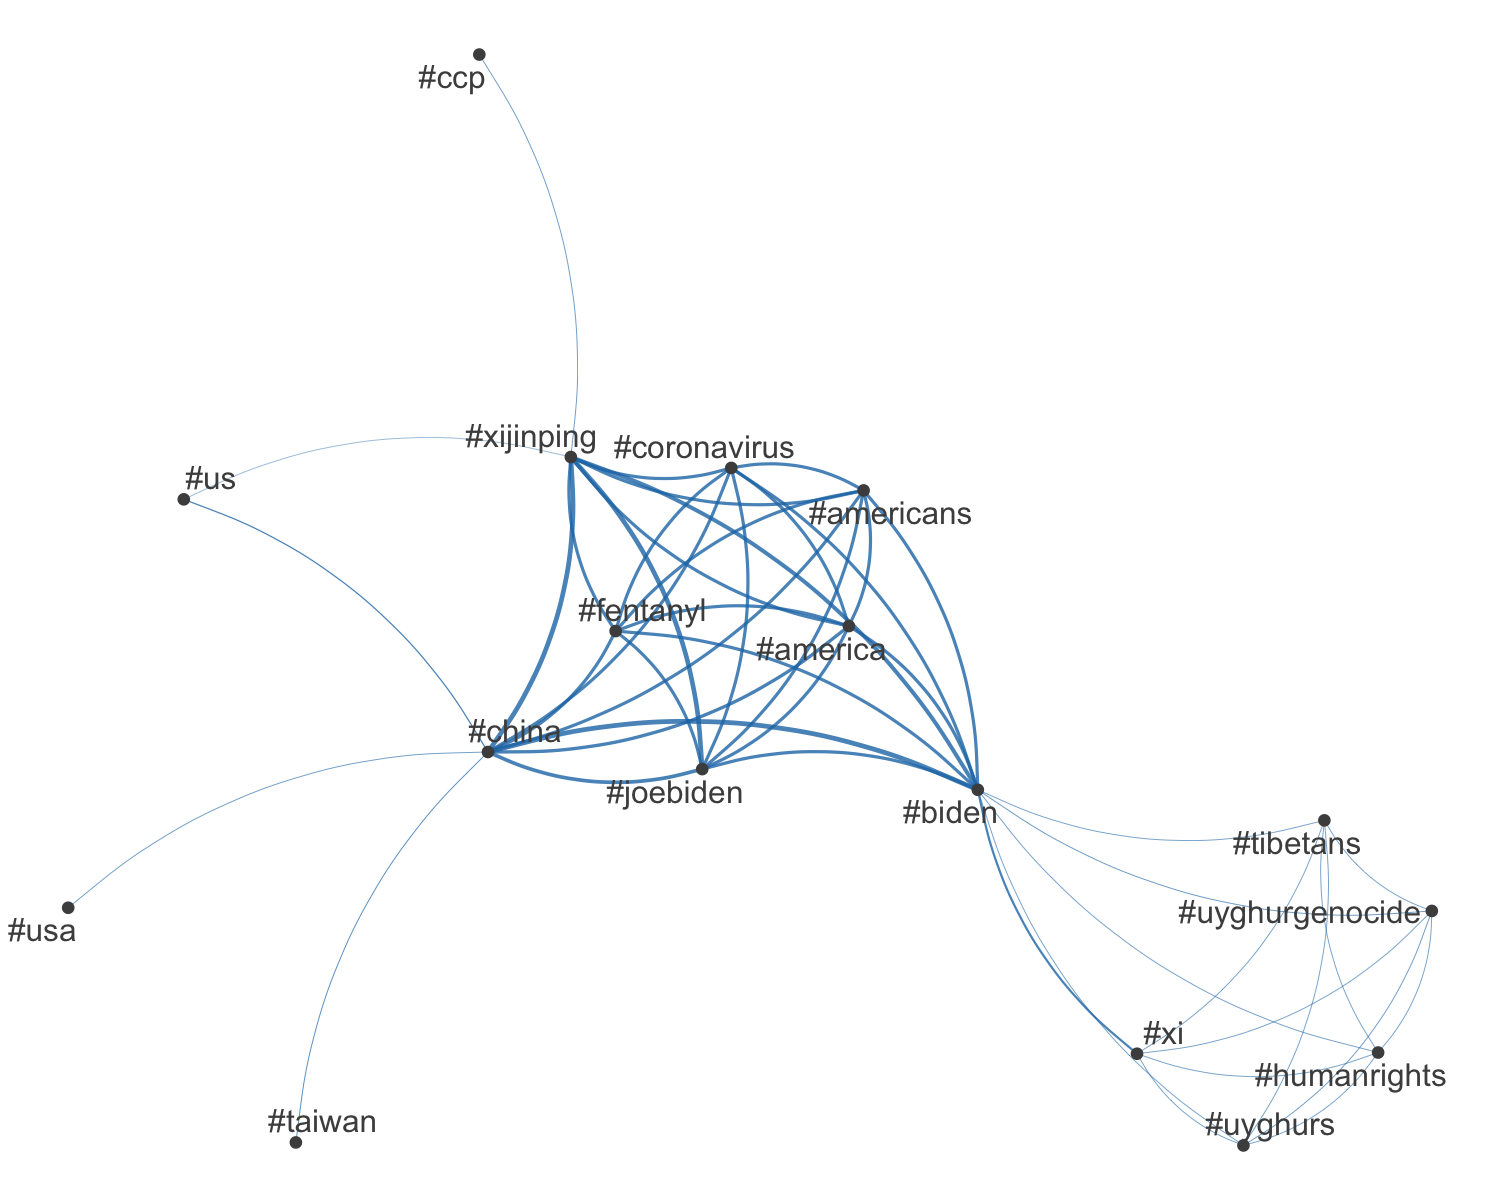 #ccp
#xijinping
#coronavirus
#us
#americans
#fentanyl
#america
#china
#joebiden
#biden
#tibetans
#uyghurgenocide
#usa
#xi
#humanrights
#taiwan
#uyghurs